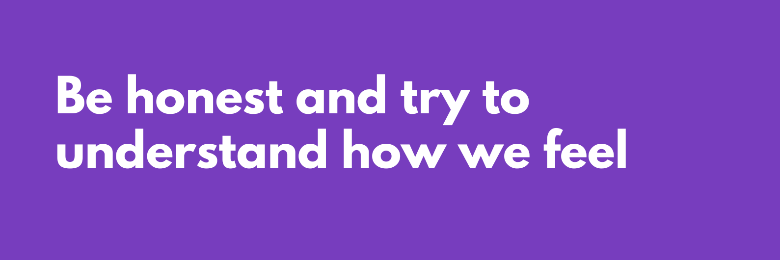 Be honest and try to
understand how we feel